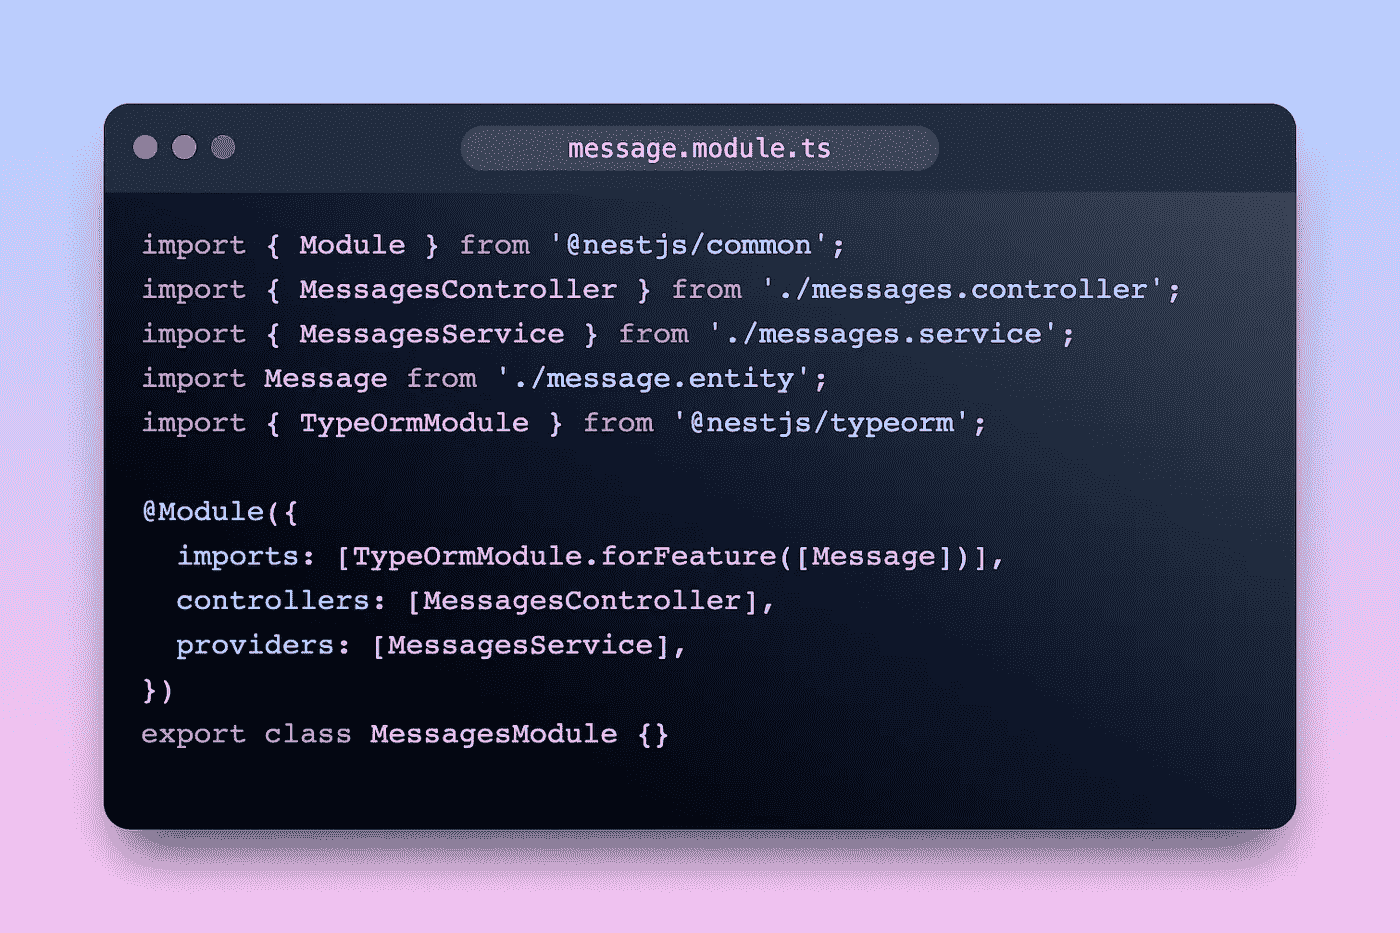 message.module.ts
import { Module } from '@nestjs/common';
import { MessagesController } from './messages.controller';
import { MessagesService } from './messages.service';
import Message from './message.entity';
import { TypeOrmModule } from '@nestjs/typeorm';

@Module({
  imports: [TypeOrmModule.forFeature([Message])],
  controllers: [MessagesController],
  providers: [MessagesService],
})
export class MessagesModule {}